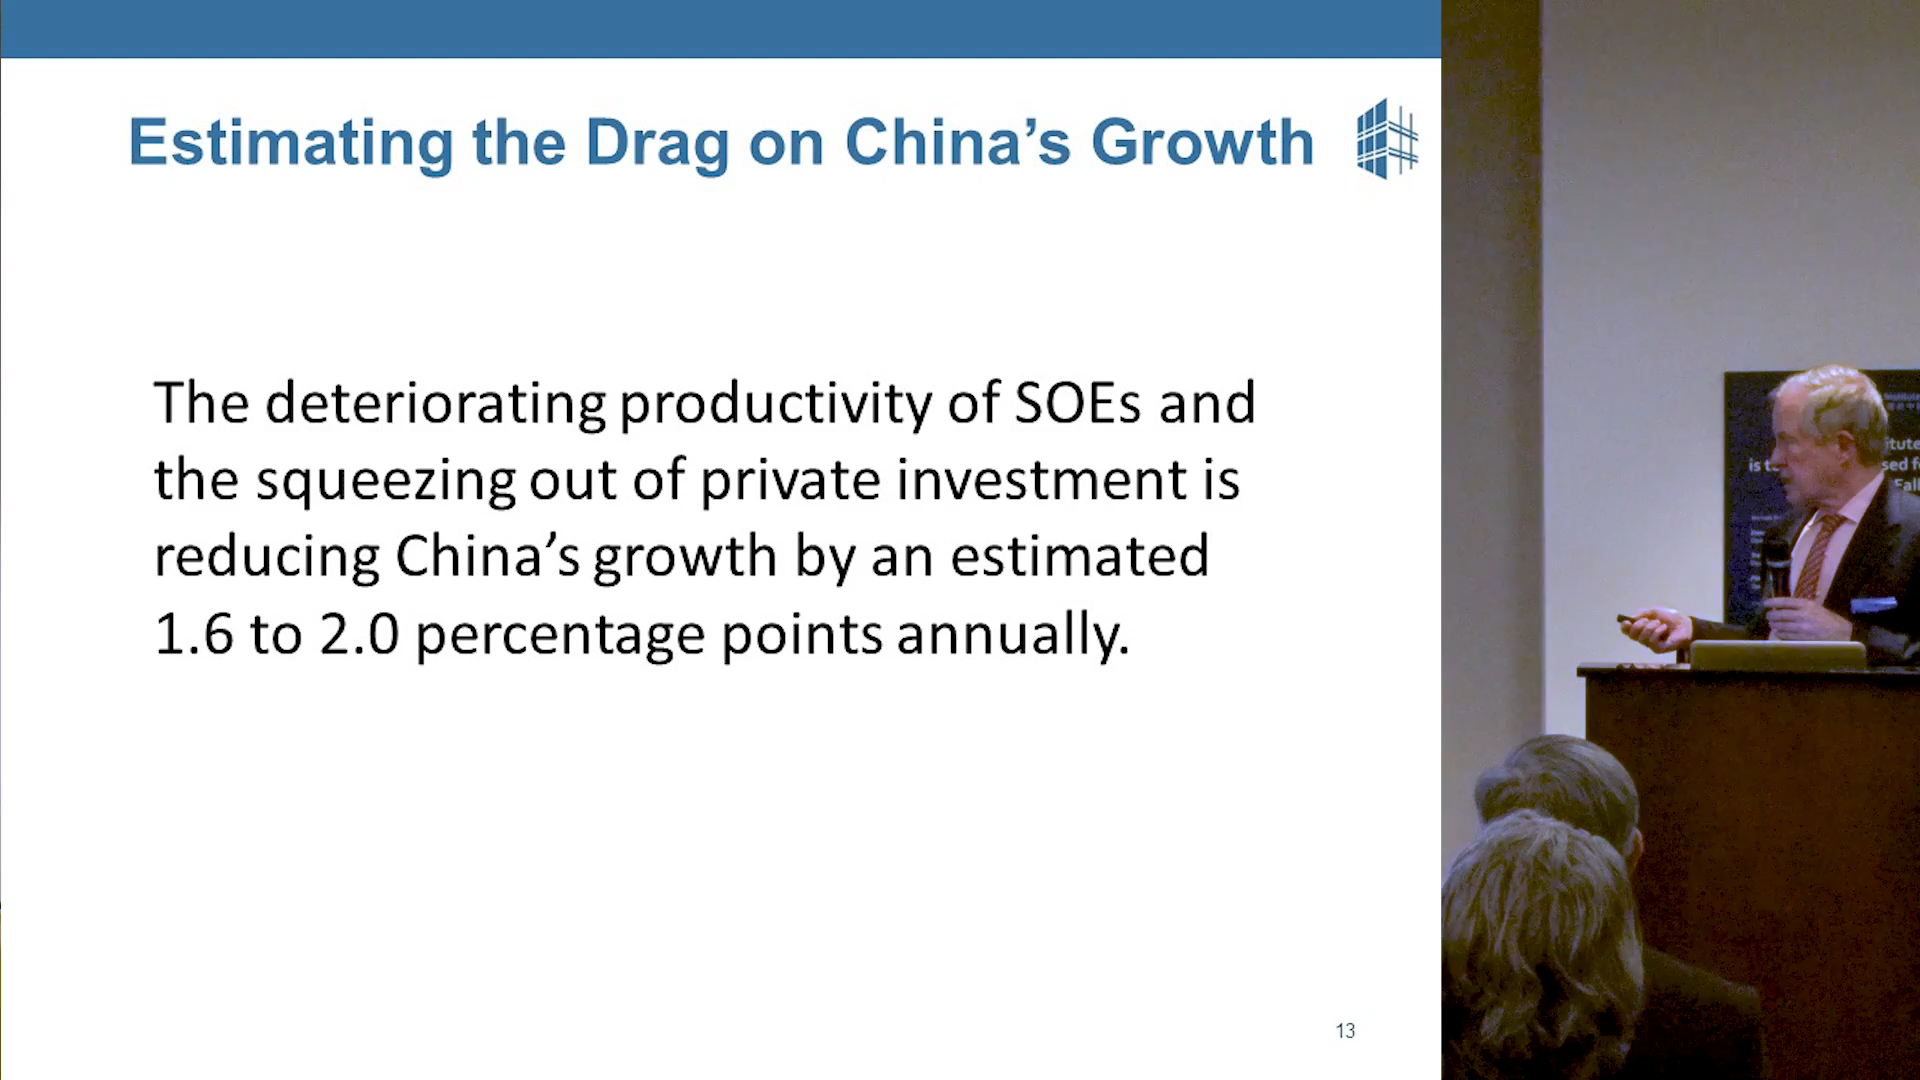 Estimating the Drag on China’s Growth
The deteriorating productivity of SOEs and
the squeezing out of private investment is
reducing China’s growth by an estimated
1.6 to 2.0 percentage points annually.
13